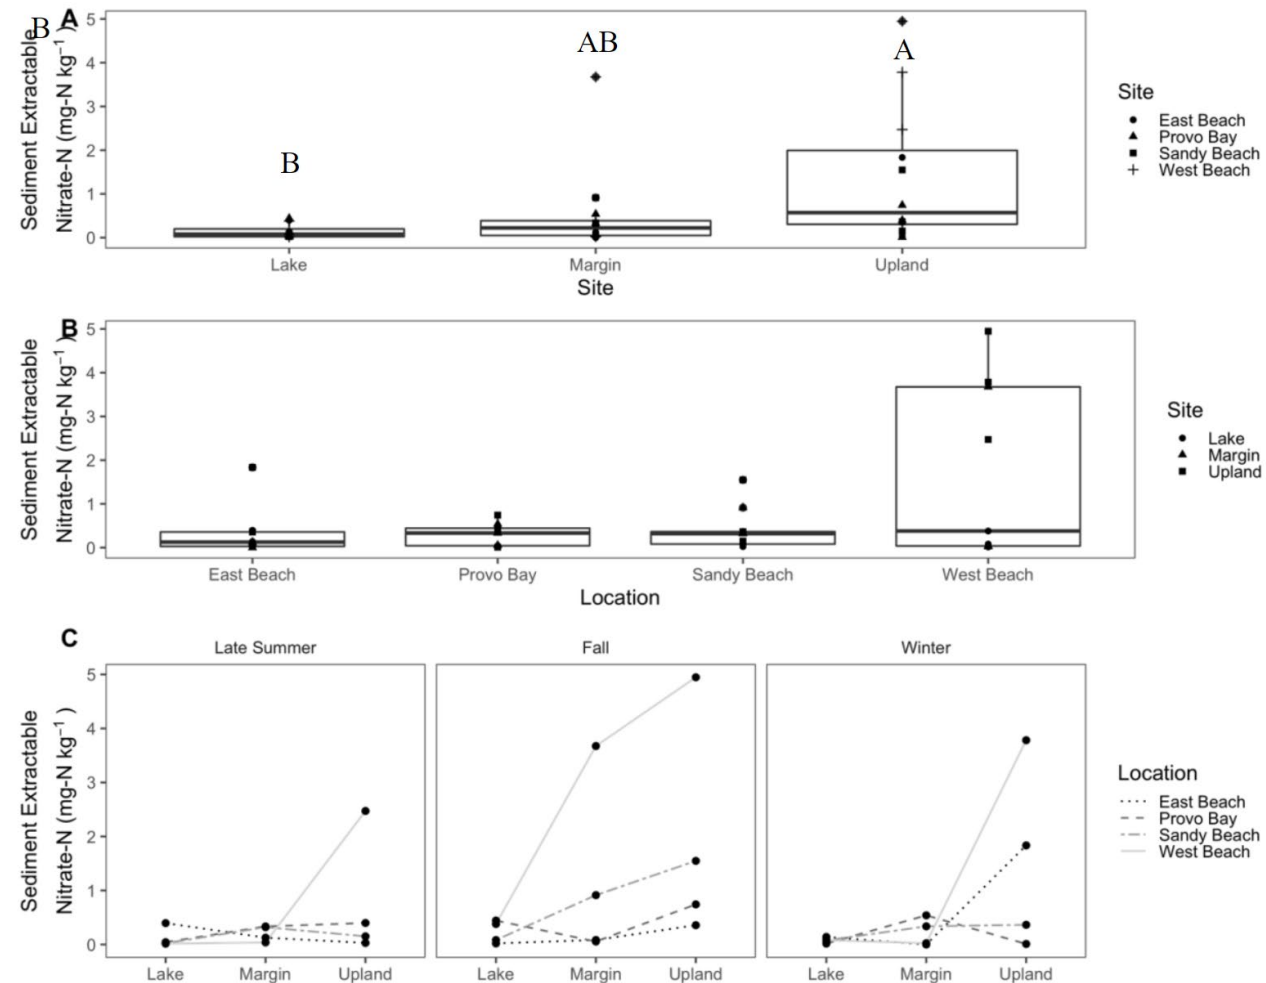 A
B
Sediment Extractable
Nitrate-N (mg-N kg⁻¹ )
5
4
3
2
1
0
B
AB
A
Lake
Margin
Upland
Site
Site
East Beach
Provo Bay
Sandy Beach
West Beach
B
Sediment Extractable
Nitrate-N (mg-N kg⁻¹ )
5
4
3
2
1
0
East Beach
Provo Bay
Sandy Beach
West Beach
Location
Site
Lake
Margin
Upland
C
Late Summer
Fall
Winter
Sediment Extractable
Nitrate-N (mg-N kg⁻¹ )
5
4
3
2
1
0
Lake
Margin
Upland
Lake
Margin
Upland
Lake
Margin
Upland
Location
East Beach
Provo Bay
Sandy Beach
West Beach